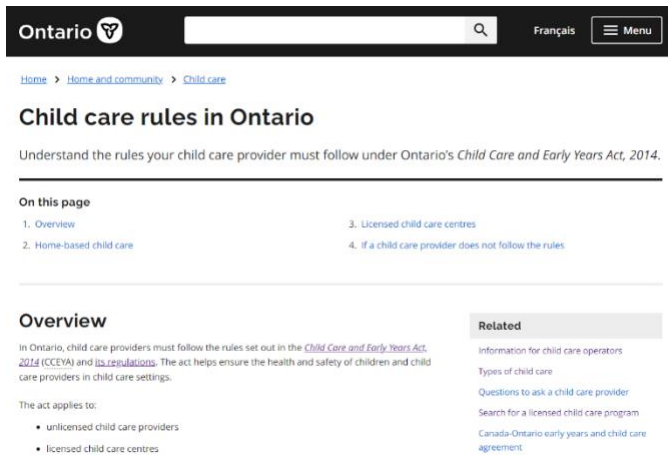 Ontario
Français
Menu
Home > Home and community > Child care
Child care rules in Ontario
Understand the rules your child care provider must follow under Ontario's Child Care and Early Years Act, 2014.
On this page
1. Overview
2. Home-based child care
3. Licensed child care centres
4. If a child care provider does not follow the rules
Overview
In Ontario, child care providers must follow the rules set out in the Child Care and Early Years Act,
2014 (CCEYA) and its regulations. The act helps ensure the health and safety of children and child
care providers in child care settings.
The act applies to:
• unlicensed child care providers
• licensed child care centres
Related
Information for child care operators
Types of child care
Questions to ask a child care provider
Search for a licensed child care program
Canada-Ontario early years and child care
agreement